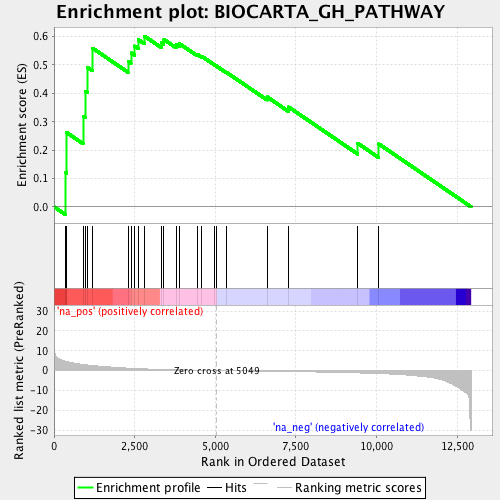 Enrichment plot: BIOCARTA_GH_PATHWAY
Enrichment score (ES)
0.6
0.5
0.4
0.3
0.2
0.1
0.0
'na_pos' (positively correlated)
Ranked list metric (PreRanked)
30
20
10
0
-10
-20
-30
Zero cross at 5049
'na_neg' (negatively correlated)
0
2,500
5,000
7,500
10,000
12,500
Rank in Ordered Dataset
Enrichment profile
Hits
Ranking metric scores